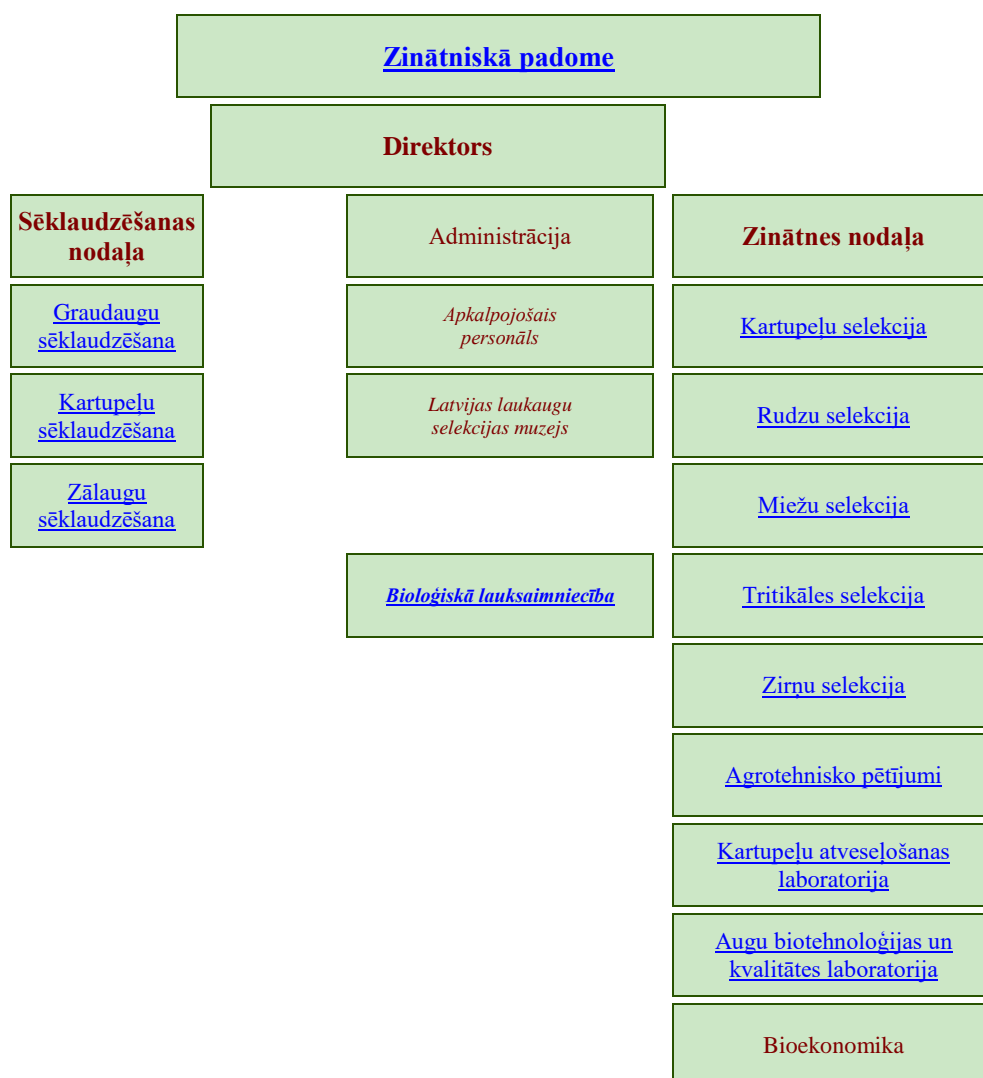 Zinātniskā padome
Direktors
Sēklaudzēšanas
nodaļa
Administrācija
Zinātnes nodaļa
Graudaugu
sēklaudzēšana
Apkalpojošais
personāls
Kartupeļu selekcija
Kartupeļu
sēklaudzēšana
Latvijas laukaugu
selekcijas muzejs
Rudzu selekcija
Zālaugu
sēklaudzēšana
Miežu selekcija
Bioloģiskā lauksaimniecība
Tritikāles selekcija
Zirņu selekcija
Agrotehnisko pētījumi
Kartupeļu atveseļošanas
laboratorija
Augu biotehnoloģijas un
kvalitātes laboratorija
Bioekonomika